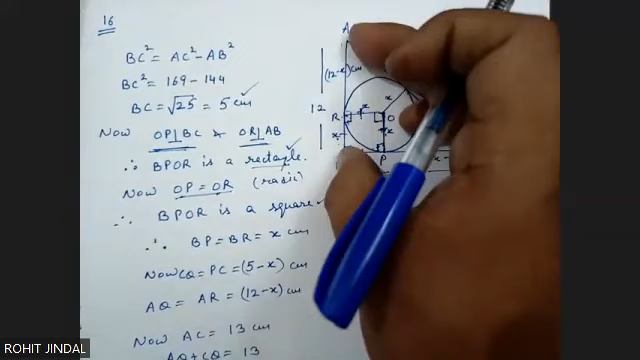 16
BC² = AC² - AB²
BC² = 169 - 144
BC = √25 = 5 cm
Now OP⊥BC & OR⊥AB
∴ BPOR is a rectangle.
Now OP = OR (radii)
∴ BPOR is a square
∴ BP = BR = x cm
Now CQ = PC = (5-x) cm
AQ = AR = (12-x) cm
Now AC = 13 cm
AQ + CQ = 13
A
(12-x) cm
12
R
x
x
x
O
x
P
ROHIT JINDAL